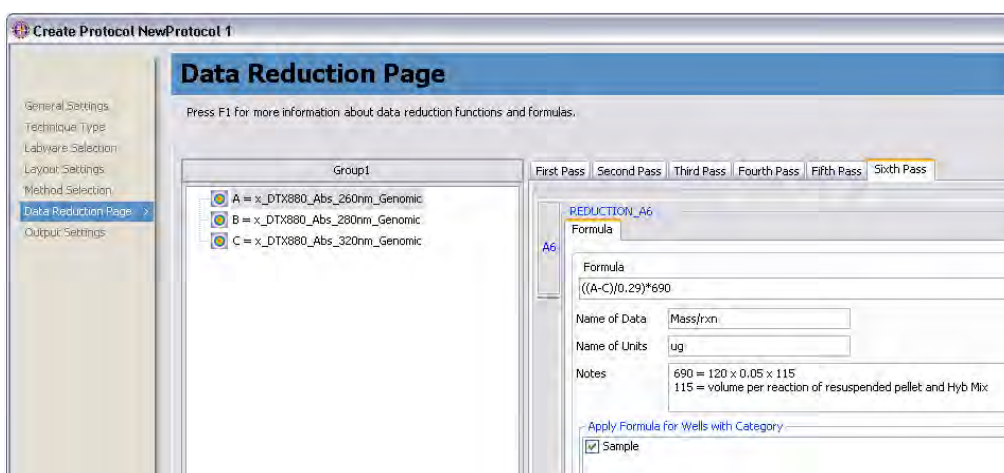 Create Protocol NewProtocol 1
Data Reduction Page
Press F1 for more information about data reduction functions and formulas.
General Settings
Technique Type
Labware Selection
Layout Settings
Method Selection
Data Reduction Page >
Output Settings
Group1
A = x_DTX880_Abs_260nm_Genomic
B = x_DTX880_Abs_280nm_Genomic
C = x_DTX880_Abs_320nm_Genomic
First Pass Second Pass Third Pass Fourth Pass Fifth Pass Sixth Pass
A6
REDUCTION_A6
Formula
Formula
((A-C)/0.29)*690
Name of Data Mass/rxn
Name of Units ug
Notes 690 = 120 x 0.05 x 115
115 = volume per reaction of resuspended pellet and Hyb Mix
Apply Formula for Wells with Category
Sample